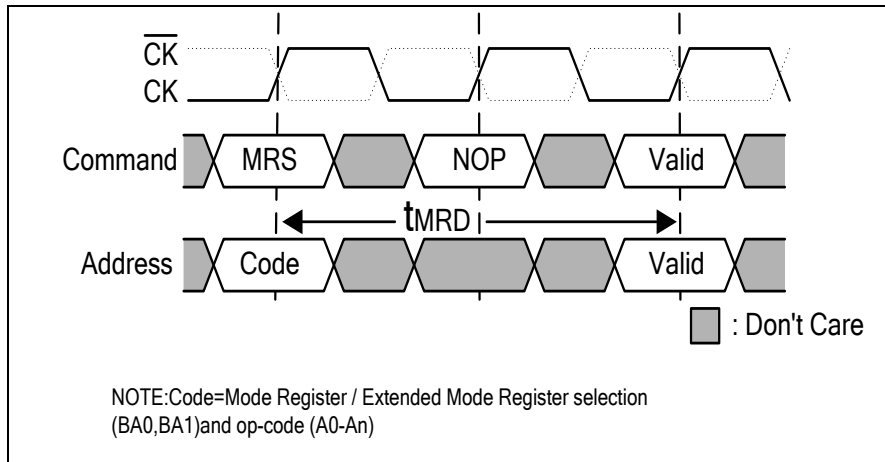 C̅K̅
CK
Command MRS NOP Valid
tMRD
Address Code Valid
: Don't Care
NOTE:Code=Mode Register / Extended Mode Register selection
(BA0,BA1)and op-code (A0-An)